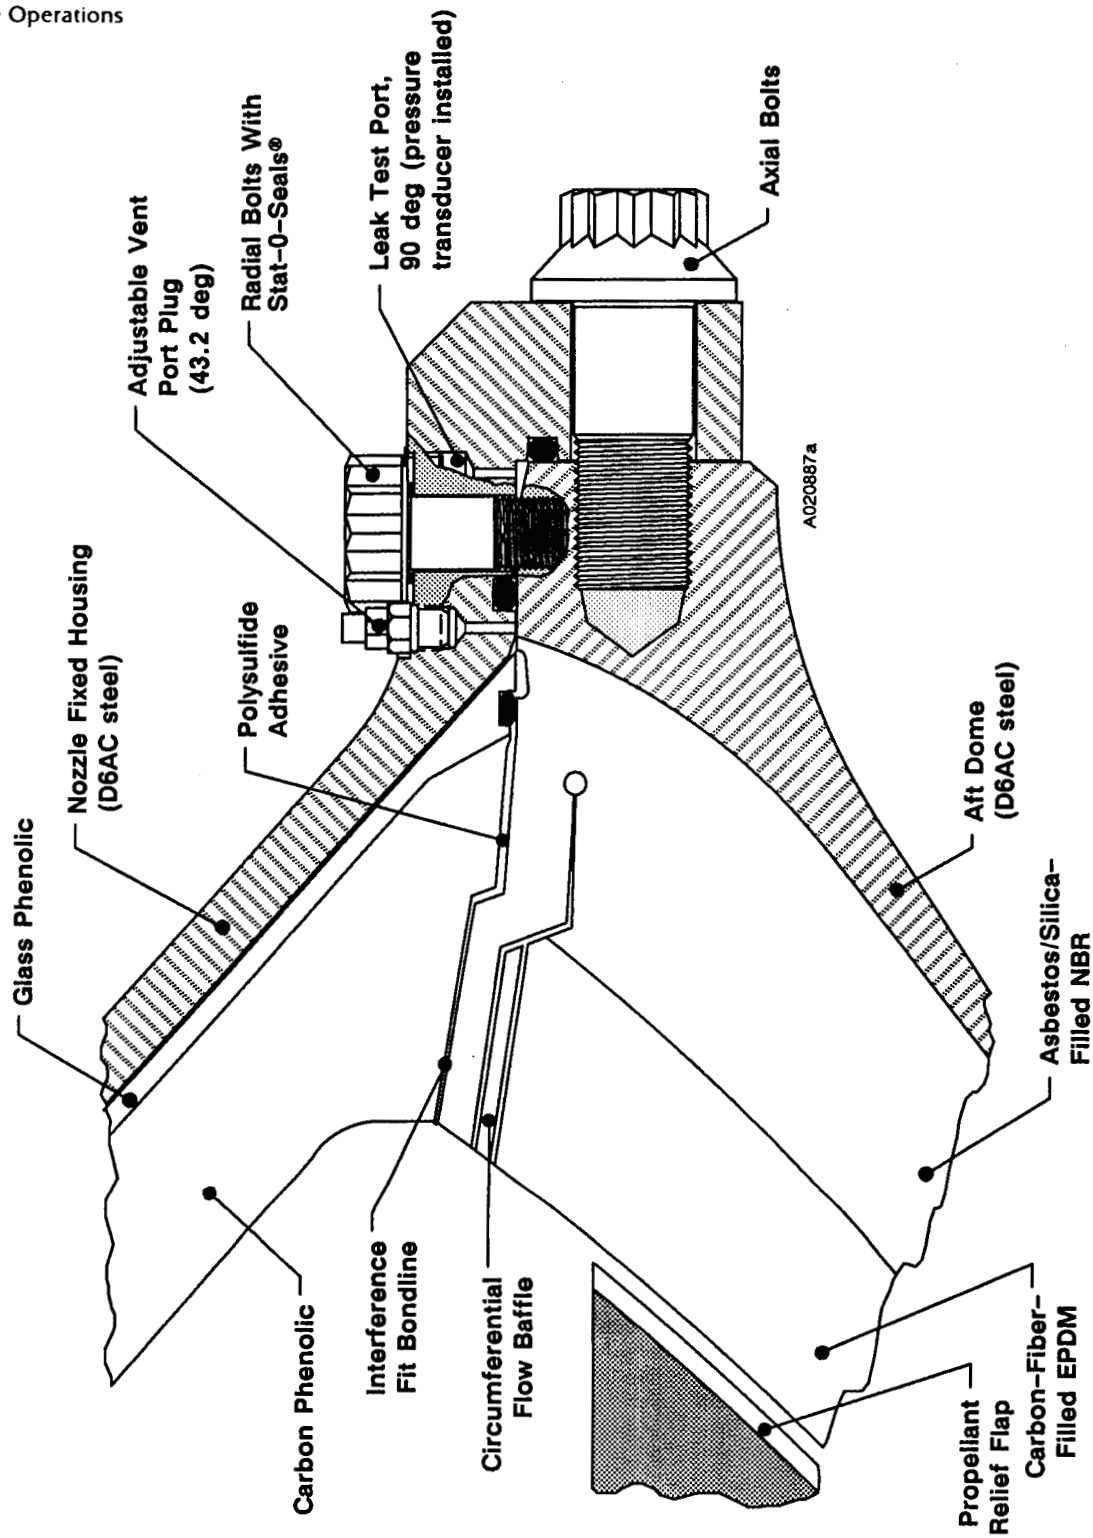 Operations
Glass Phenolic
Nozzle Fixed Housing
(D6AC steel)
Adjustable Vent
Port Plug
(43.2 deg)
Radial Bolts With
Stat-O-Seals®
Leak Test Port,
90 deg (pressure
transducer installed)
Polysulfide
Adhesive
Axial Bolts
A020887a
Carbon Phenolic
Interference
Fit Bondline
Circumferential
Flow Baffle
Aft Dome
(D6AC steel)
Asbestos/Silica-
Filled NBR
Propellant
Relief Flap
Carbon-Fiber-
Filled EPDM